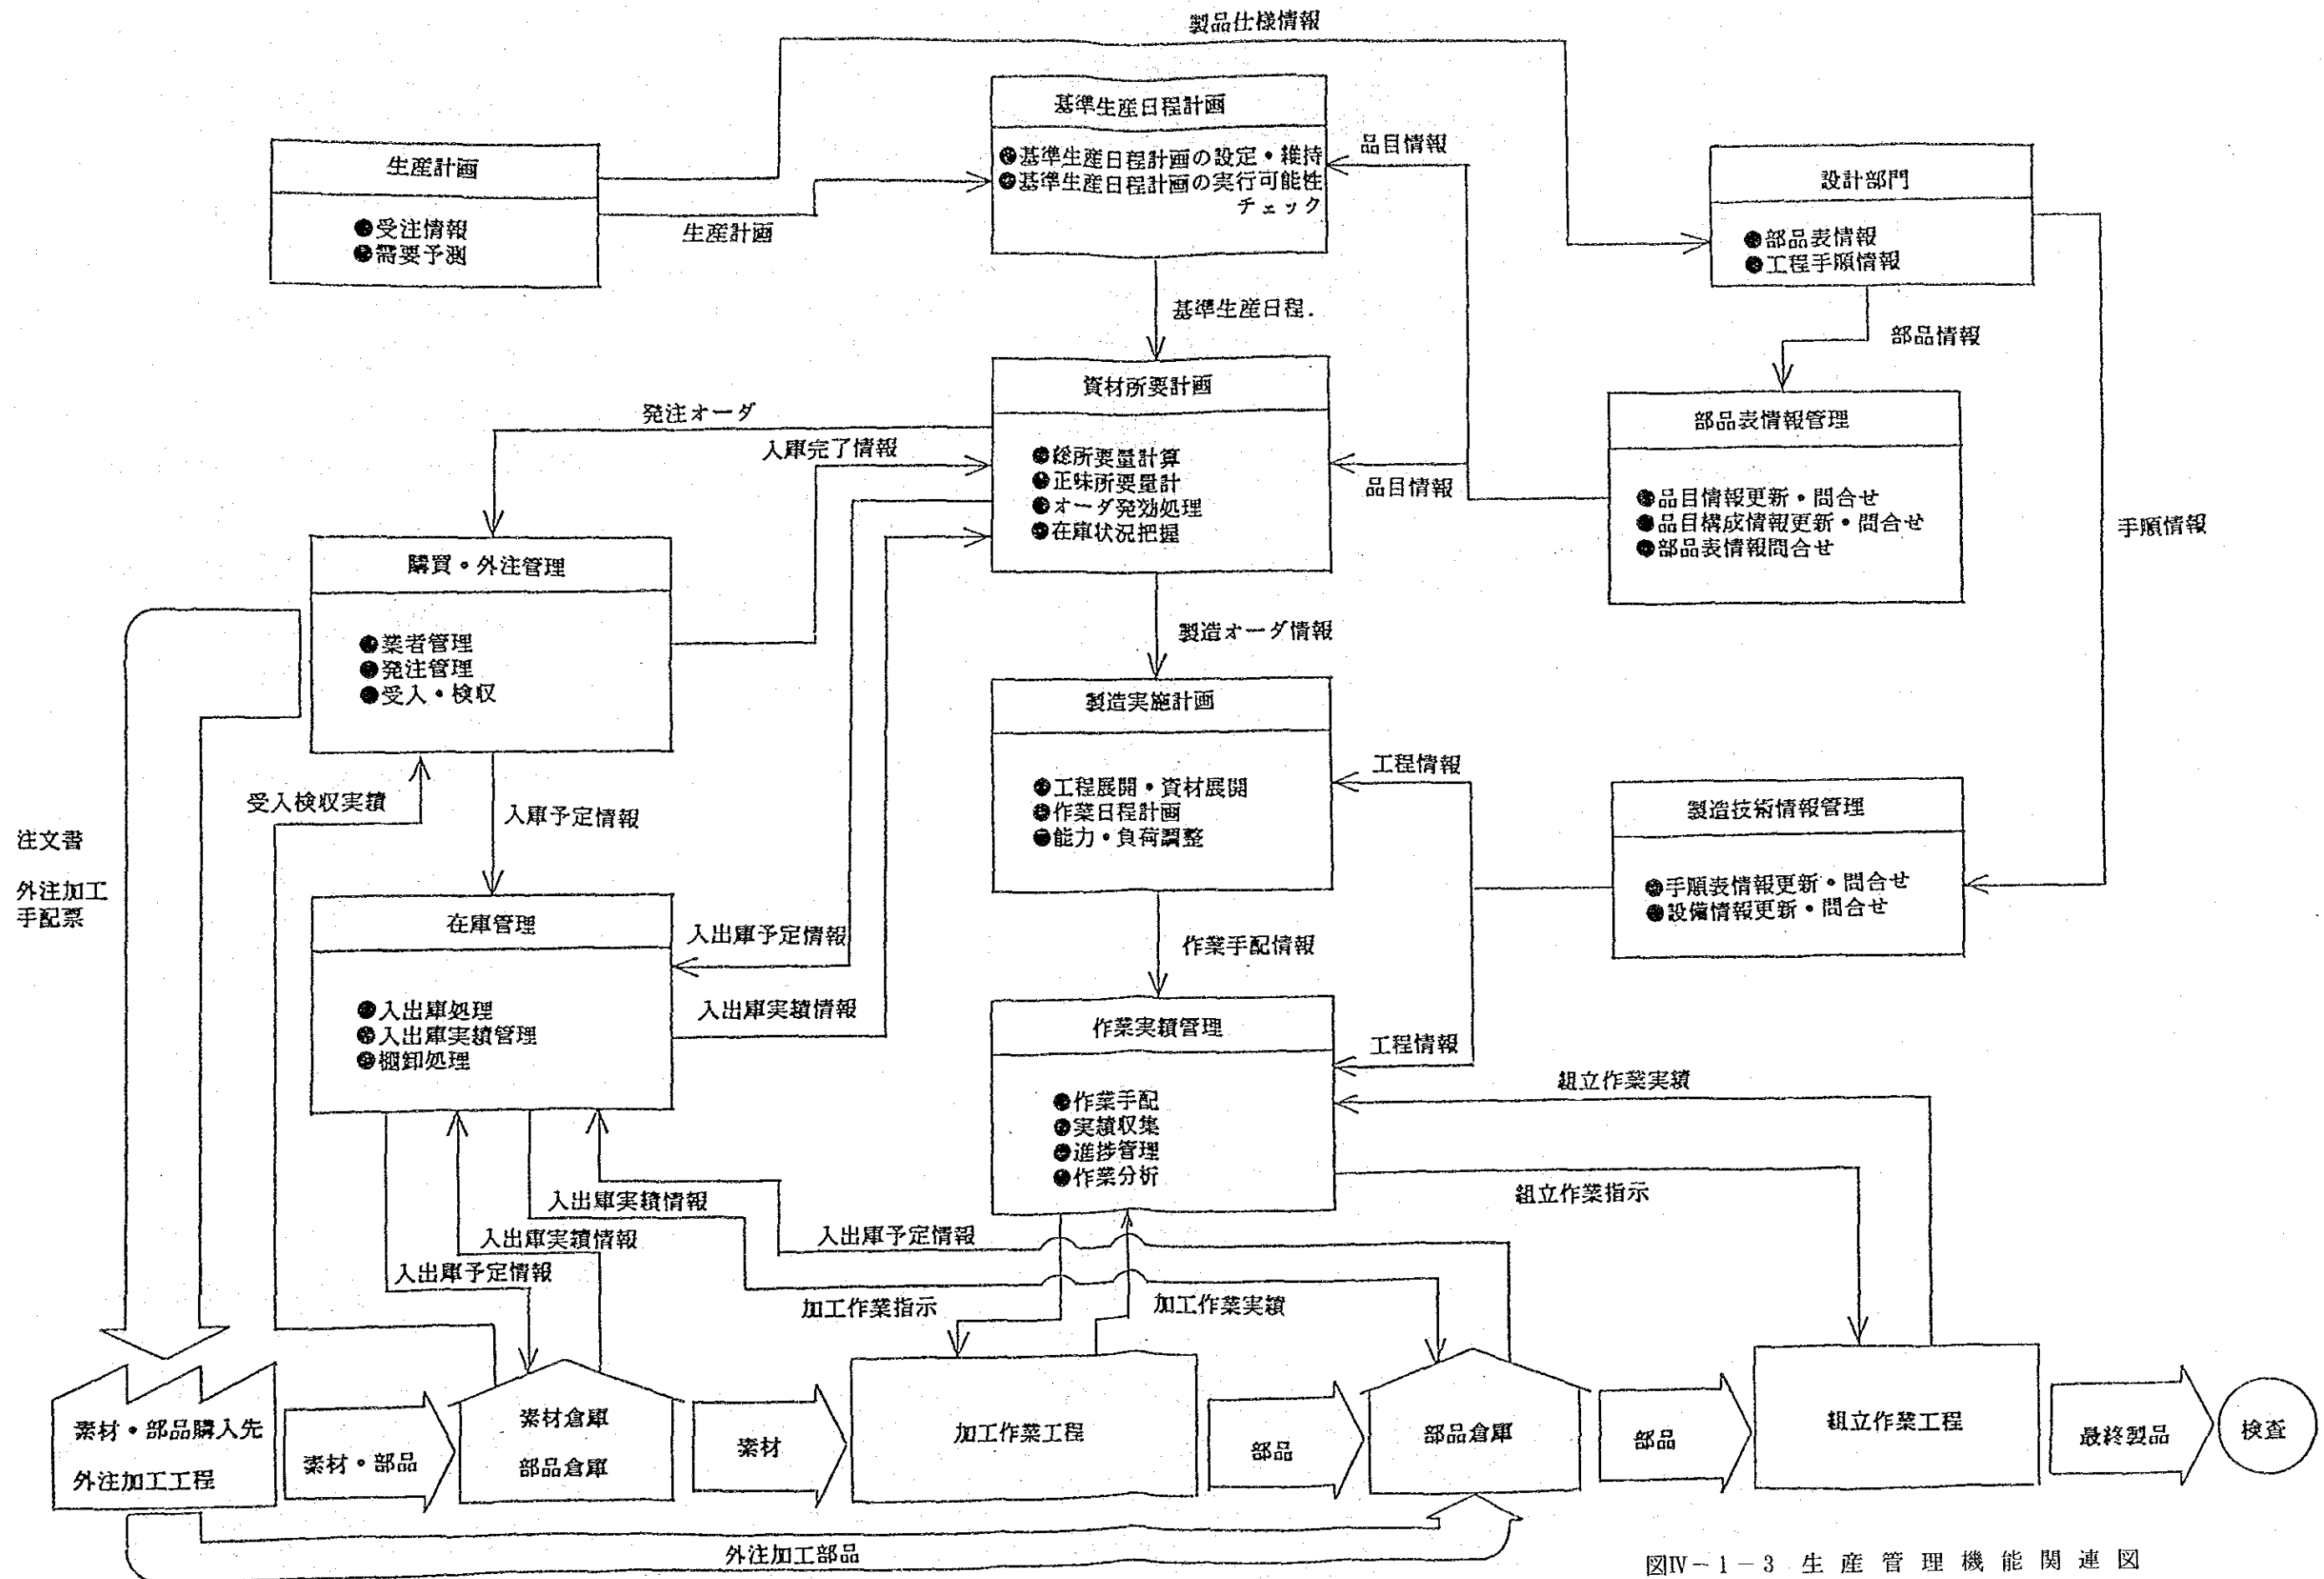 製品仕様情報
基準生産日程計画
●基準生産日程計画の設定・維持
●基準生産日程計画の実行可能性
チェック
品目情報
生産計画
●受注情報
●需要予測
生産計画
設計部門
●部品表情報
●工程手順情報
基準生産日程.
部品情報
資材所要計画
●総所要量計算
●正味所要量計
●オーダ発効処理
●在庫状況把握
発注オーダ
入庫完了情報
品目情報
部品表情報管理
●品目情報更新・問合せ
●品目構成情報更新・問合せ
●部品表情報問合せ
手順情報
購買・外注管理
●業者管理
●発注管理
●受入・検収
製造オーダ情報
製造実施計画
●工程展開・資材展開
●作業日程計画
●能力・負荷調整
工程情報
製造技術情報管理
●手順表情報更新・問合せ
●設備情報更新・問合せ
受入検収実績
入庫予定情報
注文書
外注加工
手配票
在庫管理
●入出庫処理
●入出庫実績管理
●棚卸処理
入出庫予定情報
入出庫実績情報
作業手配情報
作業実績管理
●作業手配
●実績収集
●進捗管理
●作業分析
工程情報
組立作業実績
組立作業指示
入出庫実績情報
入出庫実績情報
入出庫予定情報
入出庫予定情報
加工作業指示
加工作業実績
素材・部品購入先
外注加工工程
素材・部品
素材倉庫
部品倉庫
素材
加工作業工程
部品
部品倉庫
部品
組立作業工程
最終製品
検査
外注加工部品
図Ⅳ－1－3 生産管理機能関連図